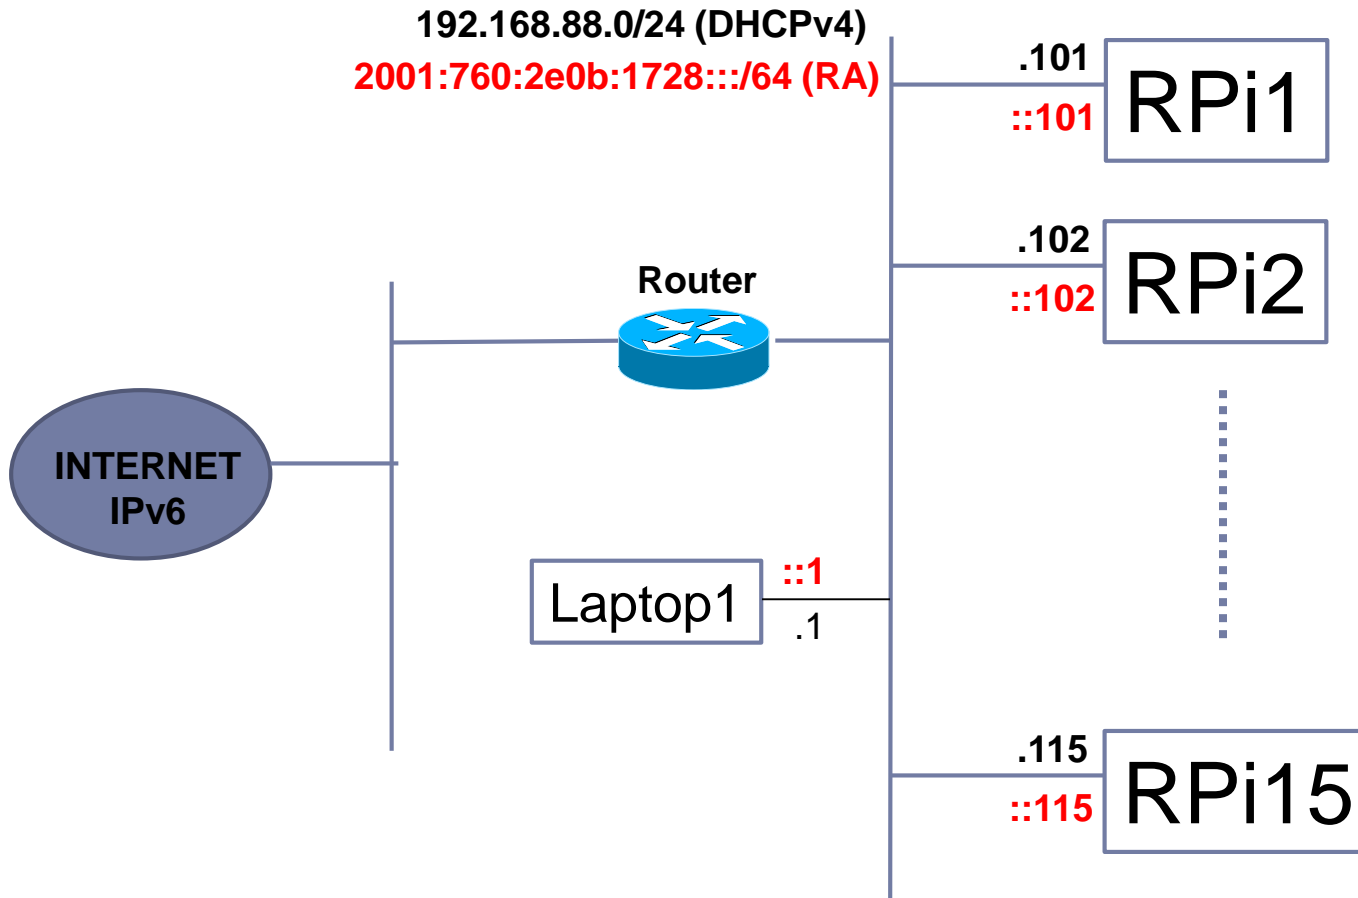 192.168.88.0/24 (DHCPv4)
2001:760:2e0b:1728:::/64 (RA)
.101
::101
RPi1
.102
::102
RPi2
Router
INTERNET
IPv6
Laptop1
::1
.1
.115
::115
RPi15